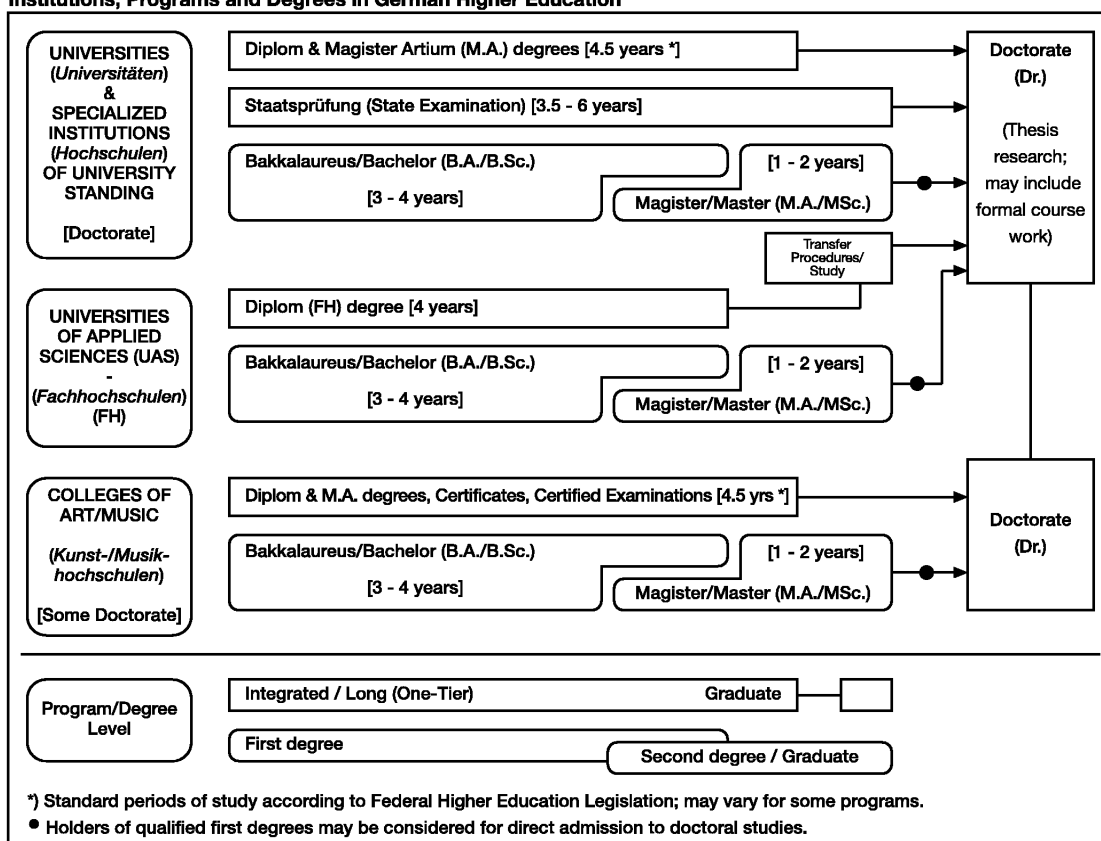 Institutions, Programs and Degrees in German Higher Education
UNIVERSITIES
(Universitäten)
&
SPECIALIZED
INSTITUTIONS
(Hochschulen)
OF UNIVERSITY
STANDING
[Doctorate]
Diplom & Magister Artium (M.A.) degrees [4.5 years *]
Staatsprüfung (State Examination) [3.5 - 6 years]
Bakkalaureus/Bachelor (B.A./B.Sc.)
[3 - 4 years]
[1 - 2 years]
Magister/Master (M.A./MSc.)
Transfer
Procedures/
Study
Doctorate
(Dr.)
(Thesis
research;
may include
formal course
work)
UNIVERSITIES
OF APPLIED
SCIENCES (UAS)
-
(Fachhochschulen)
(FH)
Diplom (FH) degree [4 years]
Bakkalaureus/Bachelor (B.A./B.Sc.)
[3 - 4 years]
[1 - 2 years]
Magister/Master (M.A./MSc.)
COLLEGES OF
ART/MUSIC
(Kunst-/Musik-
hochschulen)
[Some Doctorate]
Diplom & M.A. degrees, Certificates, Certified Examinations [4.5 yrs *]
Bakkalaureus/Bachelor (B.A./B.Sc.)
[3 - 4 years]
[1 - 2 years]
Magister/Master (M.A./MSc.)
Doctorate
(Dr.)
Program/Degree
Level
Integrated / Long (One-Tier) Graduate
First degree
Second degree / Graduate
*) Standard periods of study according to Federal Higher Education Legislation; may vary for some programs.
● Holders of qualified first degrees may be considered for direct admission to doctoral studies.